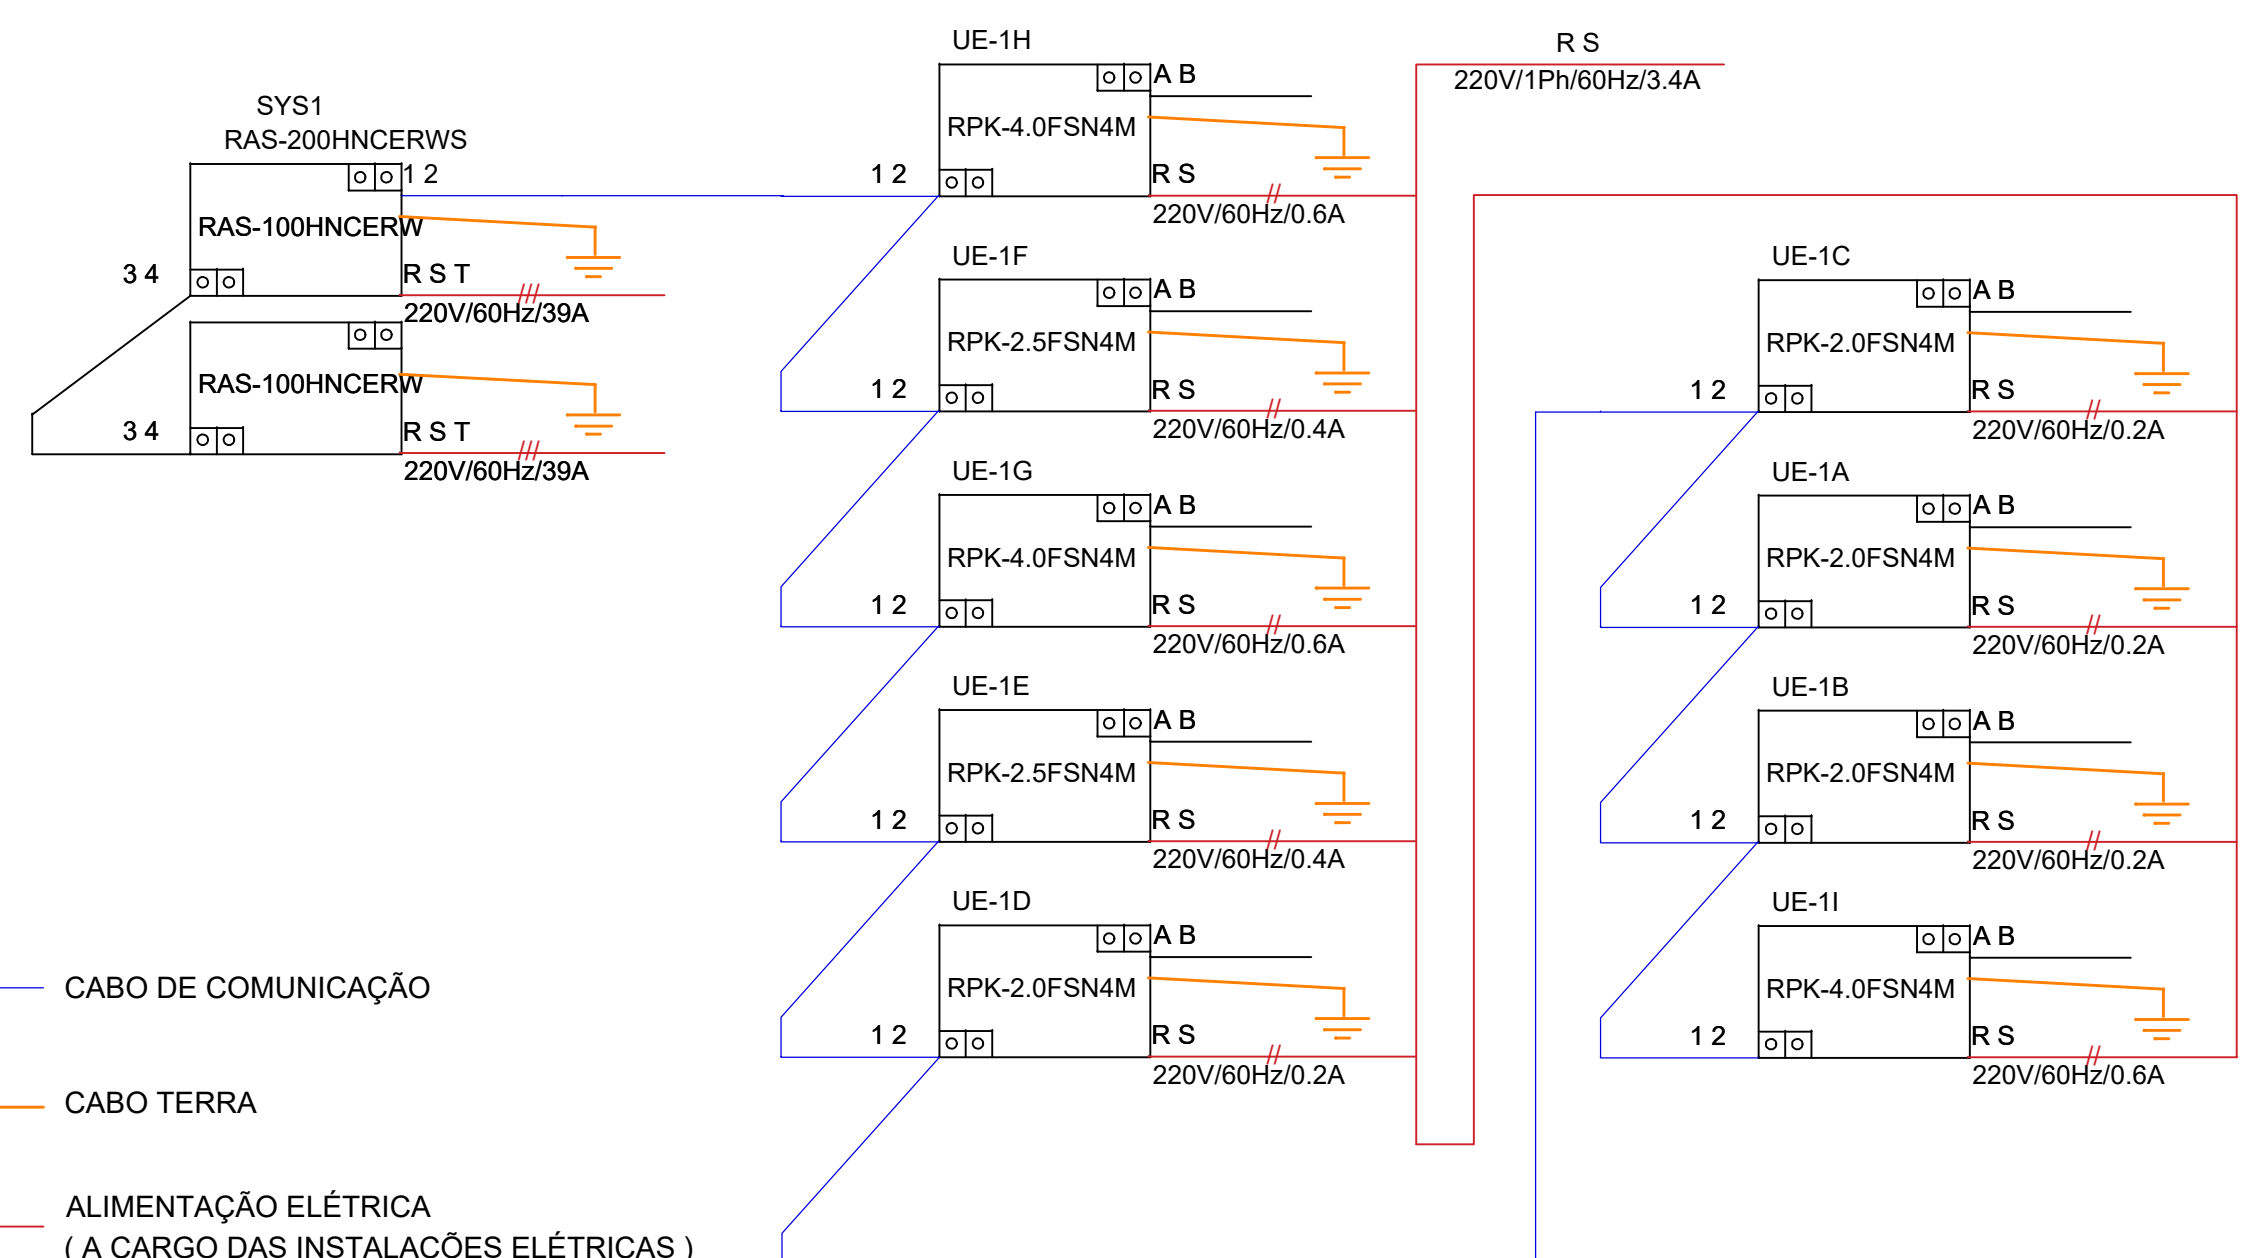 SYS1
RAS-200HNCERWS
1 2
RAS-100HNCERW
3 4
R S T
220V/60Hz/39A
RAS-100HNCERW
3 4
R S T
220V/60Hz/39A
UE-1H
A B
RPK-4.0FSN4M
1 2
R S
220V/60Hz/0.6A
UE-1F
A B
RPK-2.5FSN4M
1 2
R S
220V/60Hz/0.4A
UE-1G
A B
RPK-4.0FSN4M
1 2
R S
220V/60Hz/0.6A
UE-1E
A B
RPK-2.5FSN4M
1 2
R S
220V/60Hz/0.4A
UE-1D
A B
RPK-2.0FSN4M
1 2
R S
220V/60Hz/0.2A
R S
220V/1Ph/60Hz/3.4A
UE-1C
A B
RPK-2.0FSN4M
1 2
R S
220V/60Hz/0.2A
UE-1A
A B
RPK-2.0FSN4M
1 2
R S
220V/60Hz/0.2A
UE-1B
A B
RPK-2.0FSN4M
1 2
R S
220V/60Hz/0.2A
UE-1I
A B
RPK-4.0FSN4M
1 2
R S
220V/60Hz/0.6A
CABO DE COMUNICAÇÃO
CABO TERRA
ALIMENTAÇÃO ELÉTRICA
( A CARGO DAS INSTALAÇÕES ELÉTRICAS )